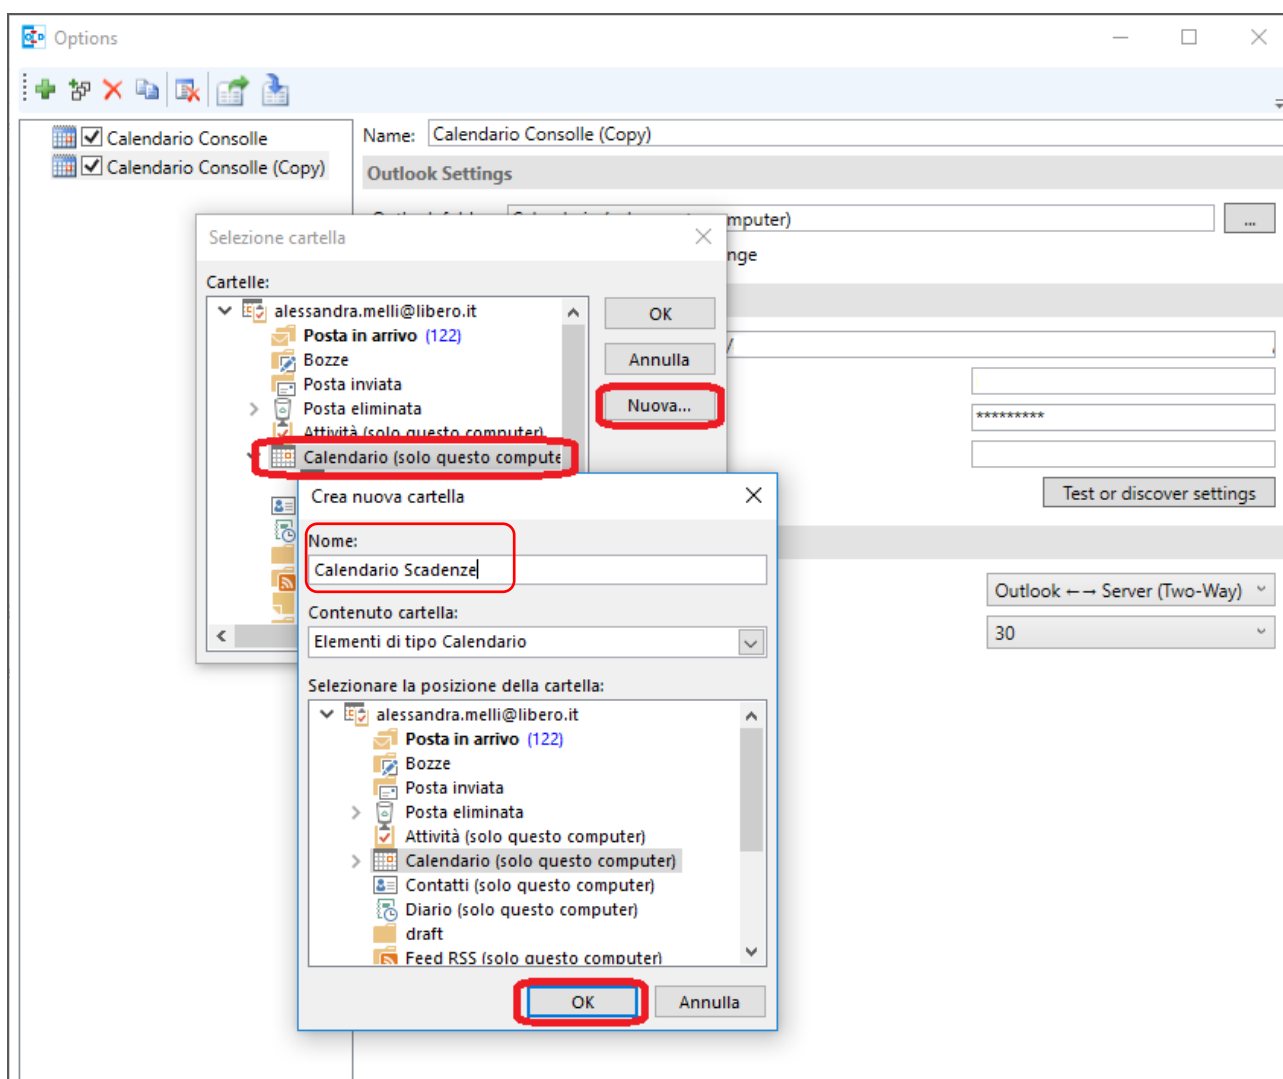 Options
Calendario Consolle
Calendario Consolle (Copy)
Name: Calendario Consolle (Copy)
Outlook Settings
mputer)
...
nge
Selezione cartella
Cartelle:
alessandra.melli@libero.it
Posta in arrivo (122)
Bozze
Posta inviata
Posta eliminata
Attività (solo questo computer)
Calendario (solo questo compute
OK
Annulla
Nuova...
/
*********
Test or discover settings
Outlook ←→ Server (Two-Way)
30
Crea nuova cartella
Nome:
Calendario Scadenze
Contenuto cartella:
Elementi di tipo Calendario
Selezionare la posizione della cartella:
alessandra.melli@libero.it
Posta in arrivo (122)
Bozze
Posta inviata
Posta eliminata
Attività (solo questo computer)
Calendario (solo questo computer)
Contatti (solo questo computer)
Diario (solo questo computer)
draft
Feed RSS (solo questo computer)
OK
Annulla